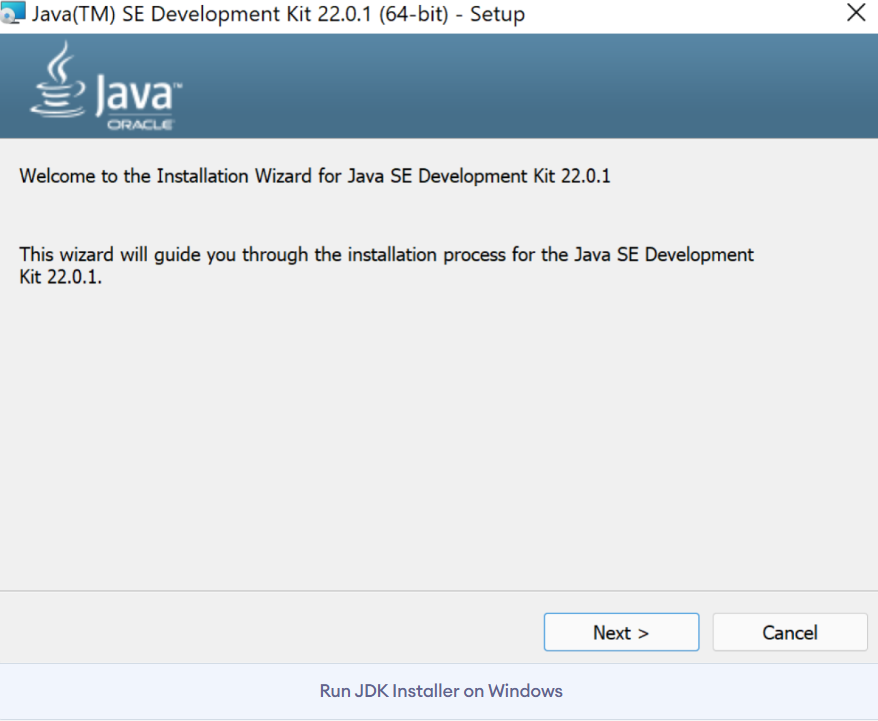 Java(TM) SE Development Kit 22.0.1 (64-bit) - Setup
Java™
ORACLE
Welcome to the Installation Wizard for Java SE Development Kit 22.0.1
This wizard will guide you through the installation process for the Java SE Development
Kit 22.0.1.
Next > Cancel
Run JDK Installer on Windows